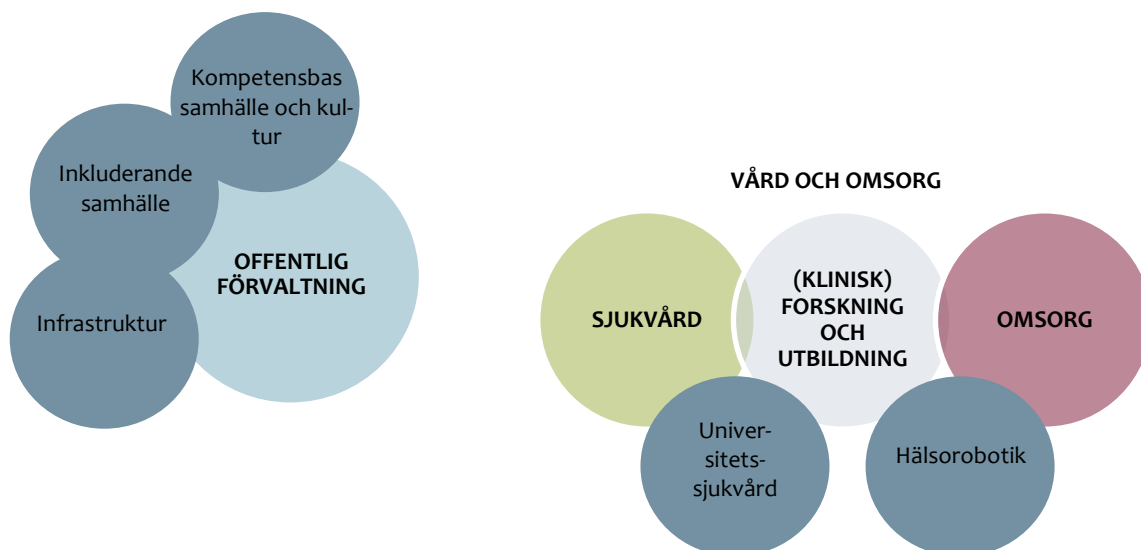 Kompetensbas
samhälle och kul-
tur
Inkluderande
samhälle
OFFENTLIG
FÖRVALTNING
Infrastruktur
VÅRD OCH OMSORG
SJUKVÅRD
(KLINISK)
FORSKNING
OCH
UTBILDNING
OMSORG
Univer-
sitets-
sjukvård
Hälsorobotik